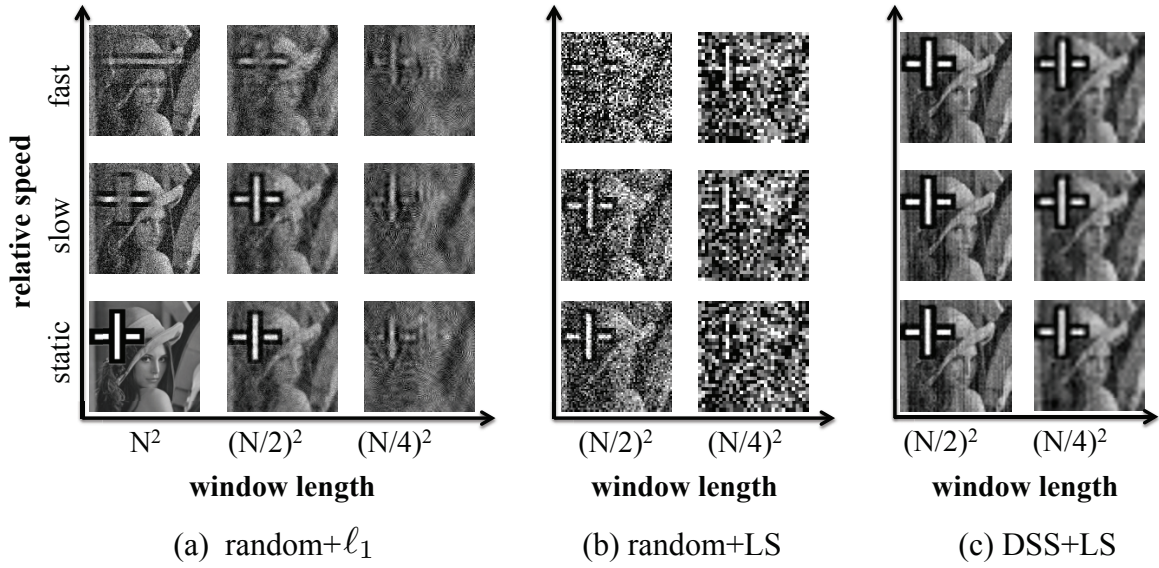 relative speed
fast
slow
static
N²
(N/2)²
(N/4)²
window length
(a) random+ℓ₁
(N/2)²
(N/4)²
window length
(b) random+LS
(N/2)²
(N/4)²
window length
(c) DSS+LS